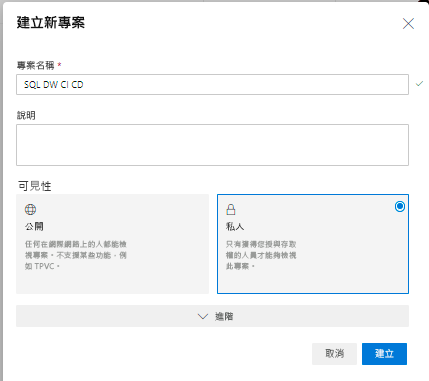 建立新專案
專案名稱 *
SQL DW CI CD
說明
可見性
公開
任何在網際網路上的人都能檢
視專案。不支援某些功能，例
如 TPVC。
私人
只有獲得您授與存取
權的人員才能夠檢視
此專案。
進階
取消
建立